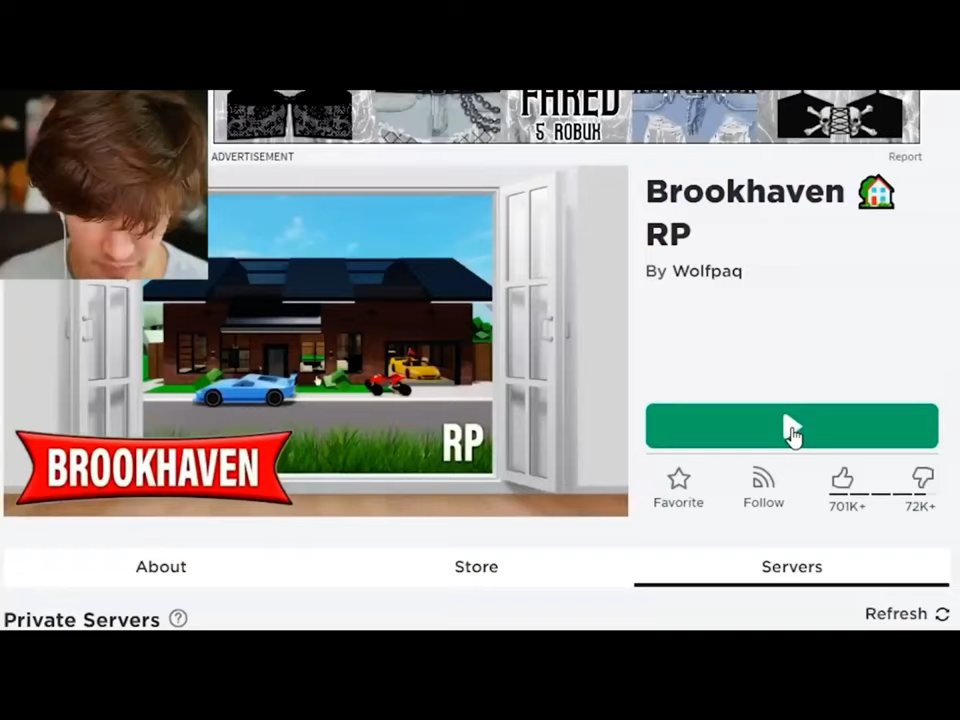 FAKED
5 ROBUX
ADVERTISEMENT
Report
Brookhaven
RP
By Wolfpaq
BROOKHAVEN
RP
Favorite
Follow
701K+
72K+
About
Store
Servers
Private Servers
Refresh